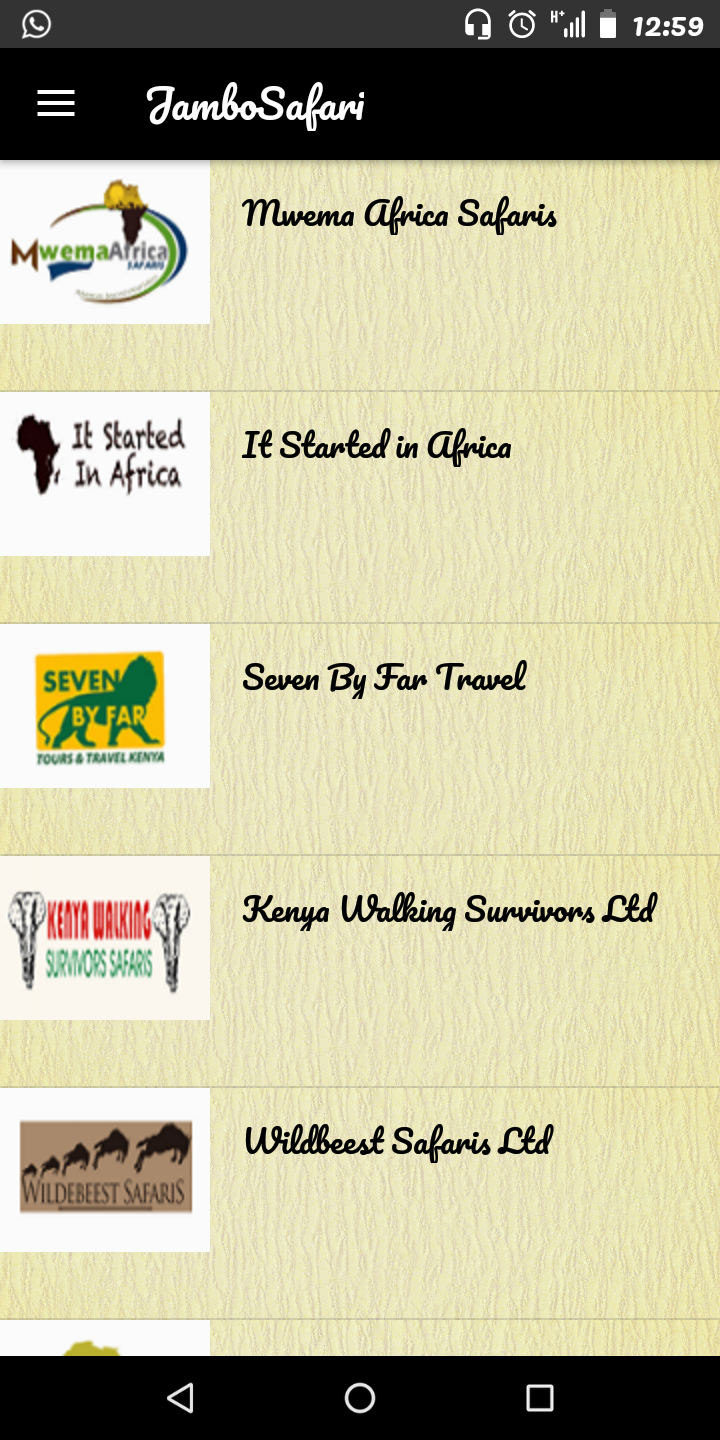 H+ 12:59
JamboSafari
MwemaAfrica
SAFARIS
Mwema Africa Safaris
It Started
In Africa
It Started in Africa
SEVEN
BY FAR
TOURS & TRAVEL KENYA
Seven By Far Travel
KENYA WALKING
SURVIVORS SAFARIS
Kenya Walking Survivors Ltd
WILDEBEEST SAFARIS
Wildbeest Safaris Ltd